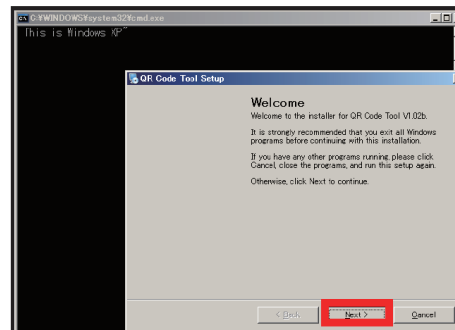 C:¥WINDOWS¥system32¥cmd.exe
This is Windows XP"
QR Code Tool Setup
Welcome
Welcome to the installer for QR Code Tool V1.02b.
It is strongly recommended that you exit all Windows
programs before continuing with this installation.
If you have any other programs running, please click
Cancel, close the programs, and run this setup again.
Otherwise, click Next to continue.
< Back
Next >
Cancel